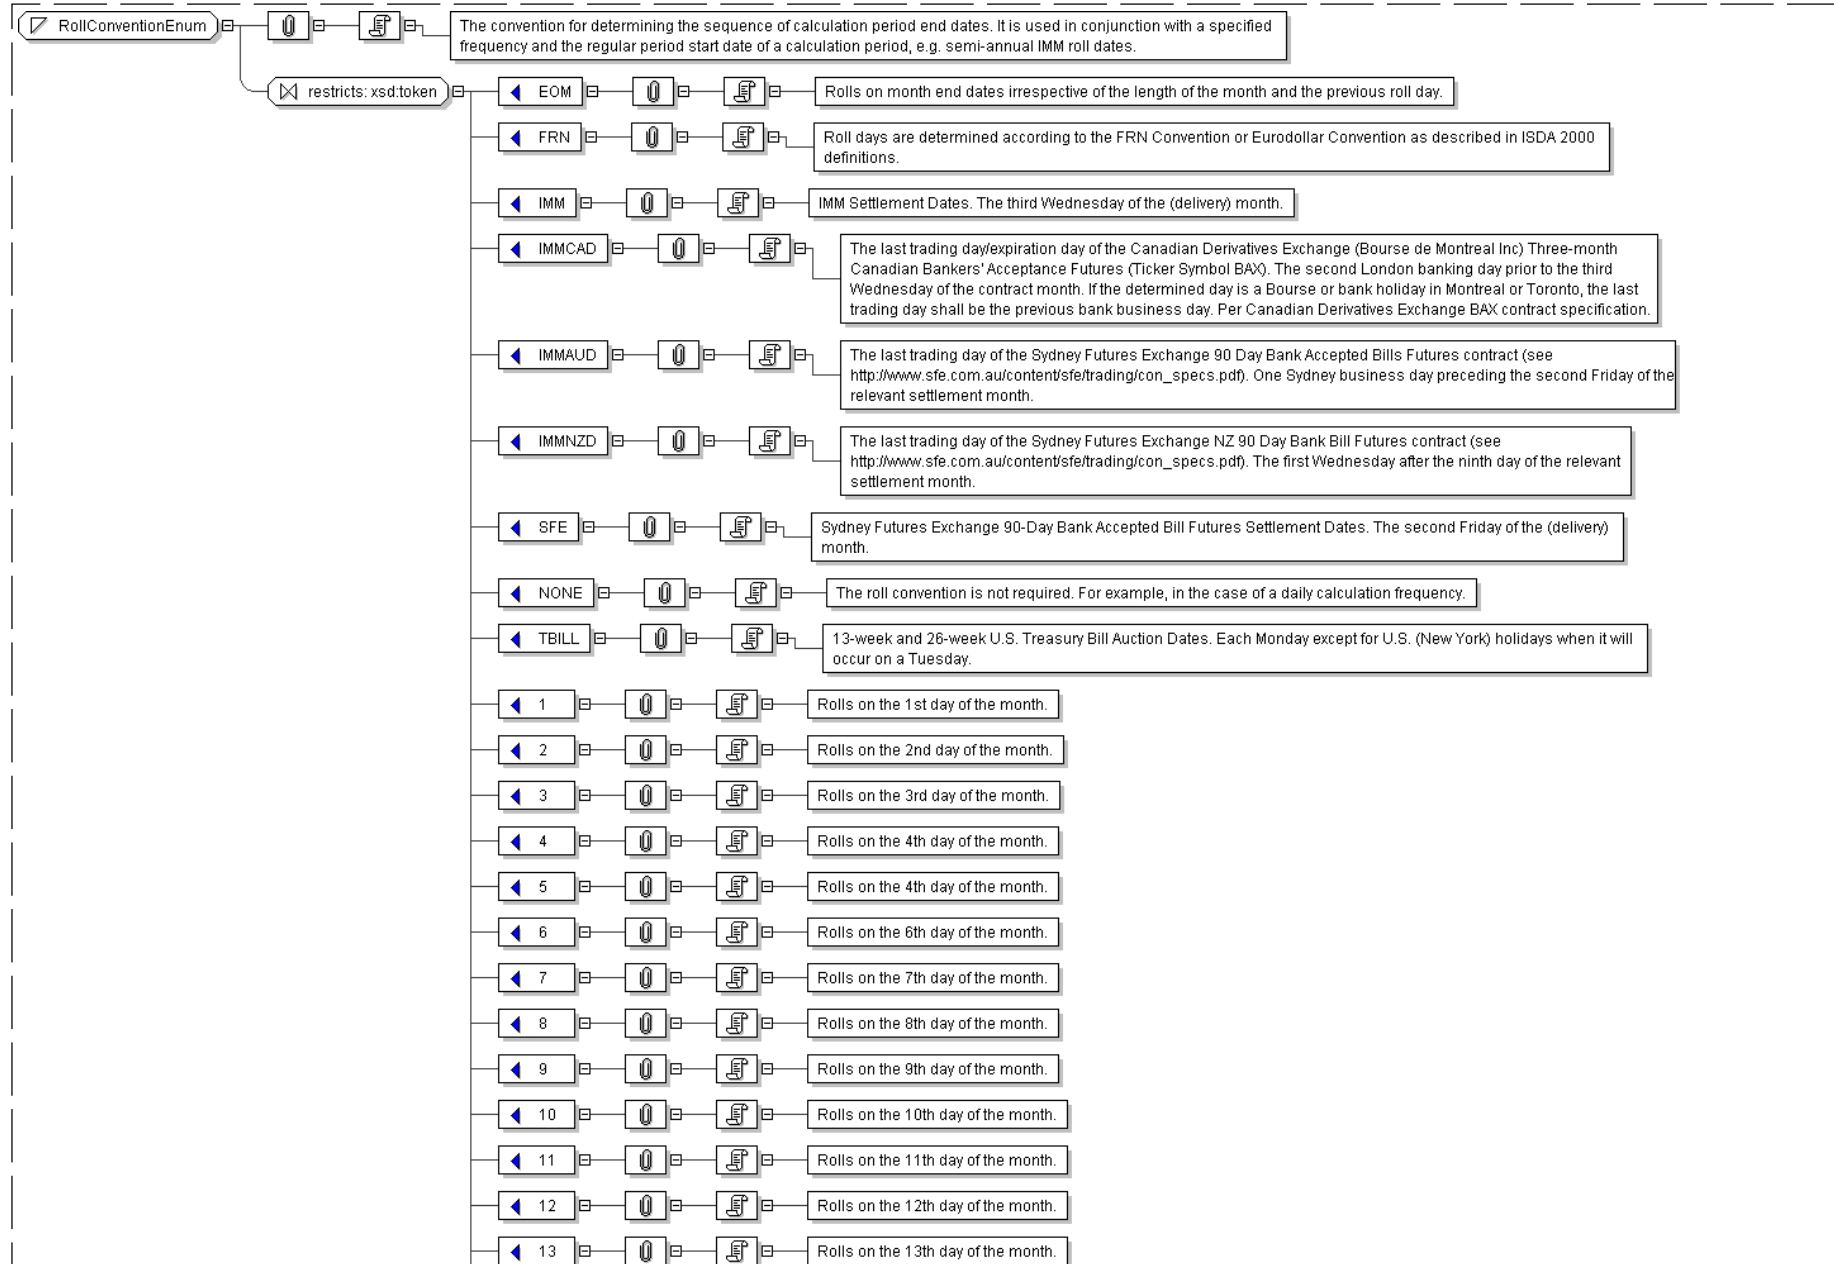 RollConventionEnum
The convention for determining the sequence of calculation period end dates. It is used in conjunction with a specified
frequency and the regular period start date of a calculation period, e.g. semi-annual IMM roll dates.
restricts: xsd:token
EOM
Rolls on month end dates irrespective of the length of the month and the previous roll day.
FRN
Roll days are determined according to the FRN Convention or Eurodollar Convention as described in ISDA 2000
definitions.
IMM
IMM Settlement Dates. The third Wednesday of the (delivery) month.
IMMCAD
The last trading day/expiration day of the Canadian Derivatives Exchange (Bourse de Montreal Inc) Three-month
Canadian Bankers' Acceptance Futures (Ticker Symbol BAX). The second London banking day prior to the third
Wednesday of the contract month. If the determined day is a Bourse or bank holiday in Montreal or Toronto, the last
trading day shall be the previous bank business day. Per Canadian Derivatives Exchange BAX contract specification.
IMMAUD
The last trading day of the Sydney Futures Exchange 90 Day Bank Accepted Bills Futures contract (see
http://www.sfe.com.au/content/sfe/trading/con_specs.pdf). One Sydney business day preceding the second Friday of the
relevant settlement month.
IMMNZD
The last trading day of the Sydney Futures Exchange NZ 90 Day Bank Bill Futures contract (see
http://www.sfe.com.au/content/sfe/trading/con_specs.pdf). The first Wednesday after the ninth day of the relevant
settlement month.
SFE
Sydney Futures Exchange 90-Day Bank Accepted Bill Futures Settlement Dates. The second Friday of the (delivery)
month.
NONE
The roll convention is not required. For example, in the case of a daily calculation frequency.
TBILL
13-week and 26-week U.S. Treasury Bill Auction Dates. Each Monday except for U.S. (New York) holidays when it will
occur on a Tuesday.
1
Rolls on the 1st day of the month.
2
Rolls on the 2nd day of the month.
3
Rolls on the 3rd day of the month.
4
Rolls on the 4th day of the month.
5
Rolls on the 4th day of the month.
6
Rolls on the 6th day of the month.
7
Rolls on the 7th day of the month.
8
Rolls on the 8th day of the month.
9
Rolls on the 9th day of the month.
10
Rolls on the 10th day of the month.
11
Rolls on the 11th day of the month.
12
Rolls on the 12th day of the month.
13
Rolls on the 13th day of the month.